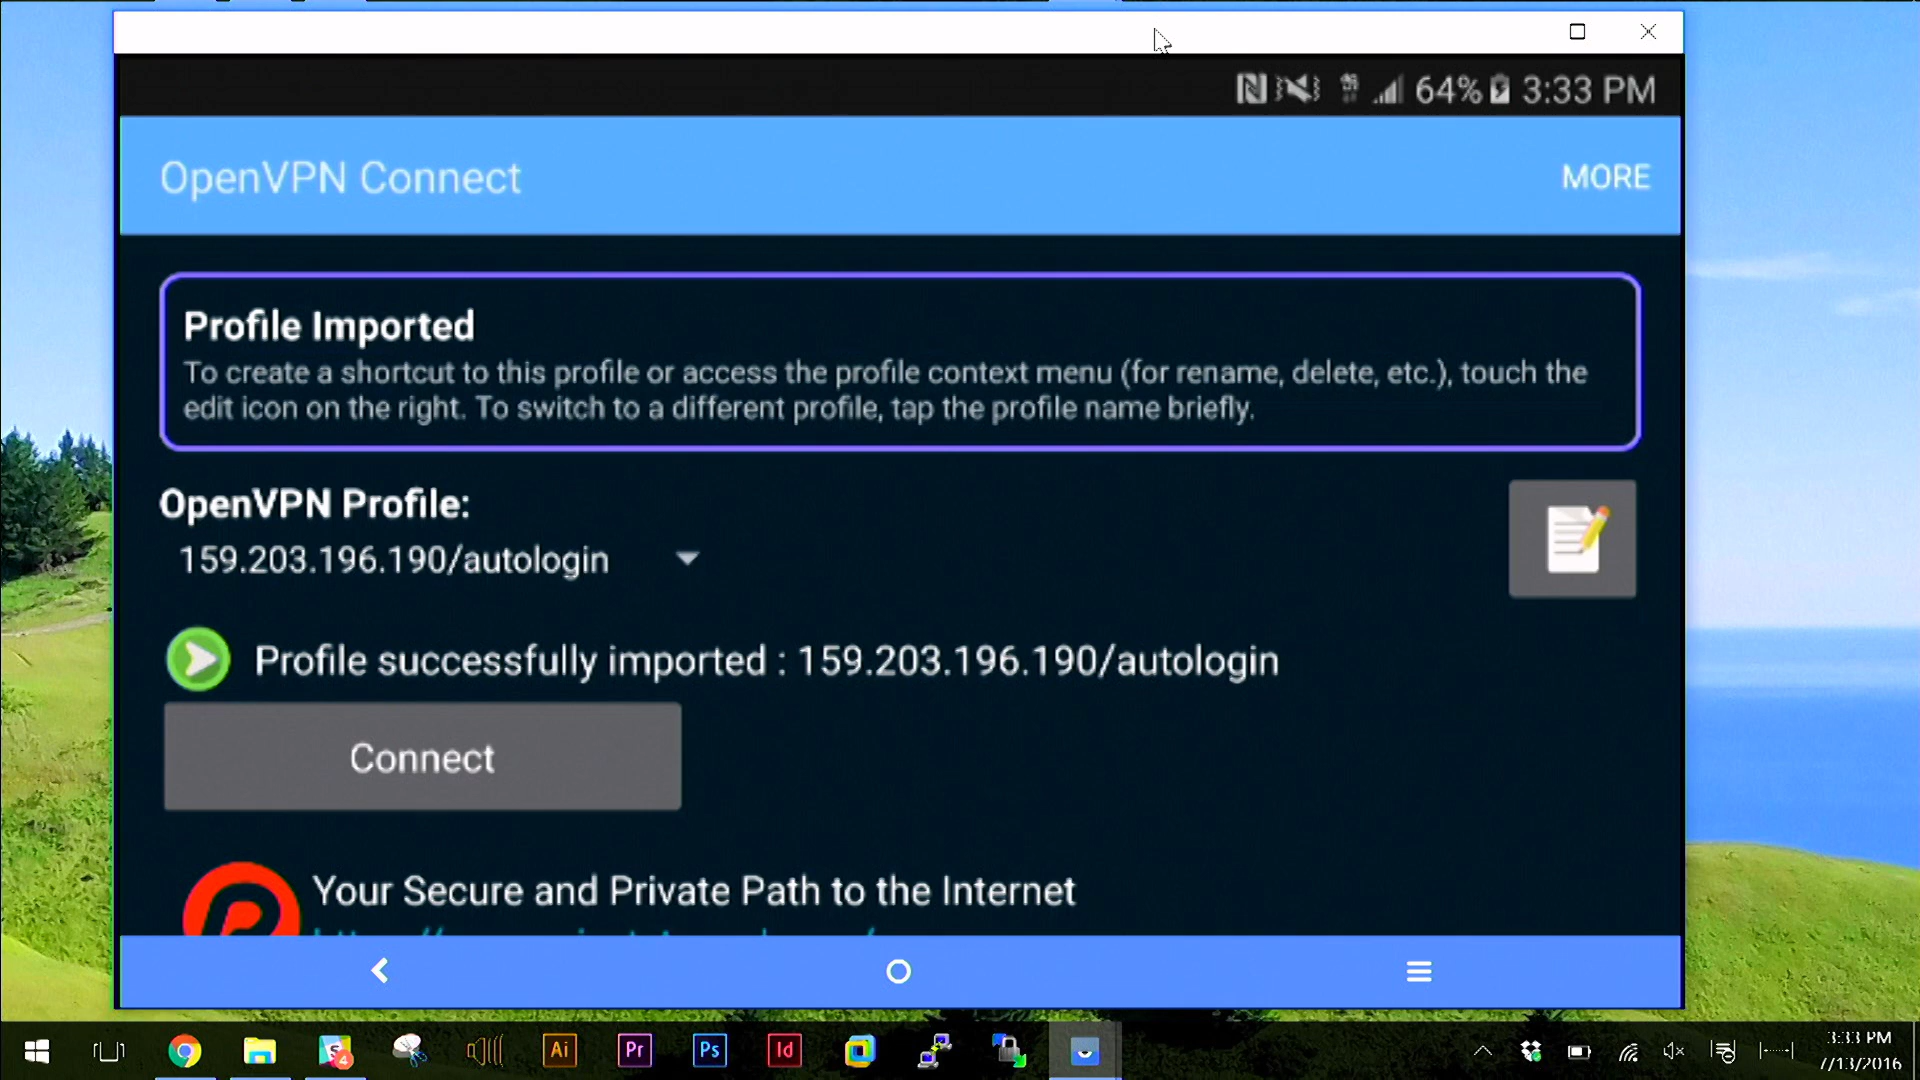 64% 3:33 PM
OpenVPN Connect
MORE
Profile Imported
To create a shortcut to this profile or access the profile context menu (for rename, delete, etc.), touch the
edit icon on the right. To switch to a different profile, tap the profile name briefly.
OpenVPN Profile:
159.203.196.190/autologin
Profile successfully imported : 159.203.196.190/autologin
Connect
Your Secure and Private Path to the Internet
4
Ai
Pr
Ps
Id
3:33 PM
7/13/2016